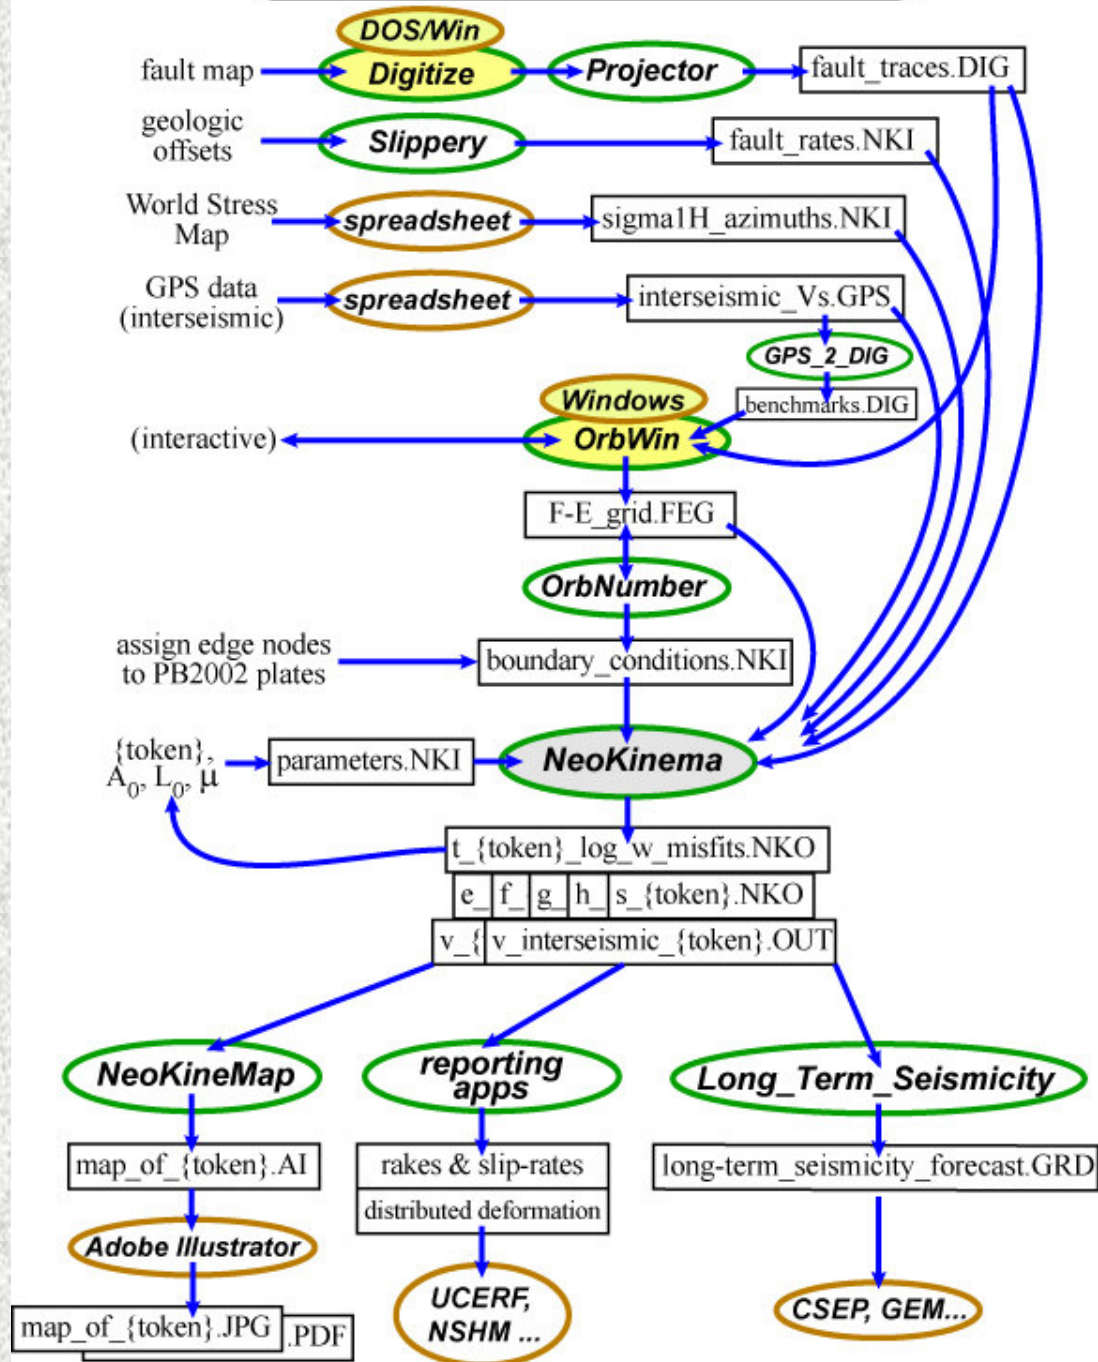 DOS/Win
fault map
Digitize
Projector
fault_traces.DIG
geologic
offsets
Slippery
fault_rates.NKI
World Stress
Map
spreadsheet
sigma1H_azimuths.NKI
GPS data
(interseismic)
spreadsheet
interseismic_Vs.GPS
GPS_2_DIG
benchmarks.DIG
Windows
(interactive)
OrbWin
F-E_grid.FEG
OrbNumber
assign edge nodes
to PB2002 plates
boundary_conditions.NKI
{token},
A0, L0, μ
parameters.NKI
NeoKinema
t_{token}_log_w_misfits.NKO
e_ f_ g_ h_ s_{token}.NKO
v_{ v_interseismic_{token}.OUT
NeoKineMap
reporting
apps
Long_Term_Seismicity
map_of_{token}.AI
rakes & slip-rates
distributed deformation
long-term_seismicity_forecast.GRD
Adobe Illustrator
UCERF,
NSHM ...
CSEP, GEM...
map_of_{token}.JPG
.PDF